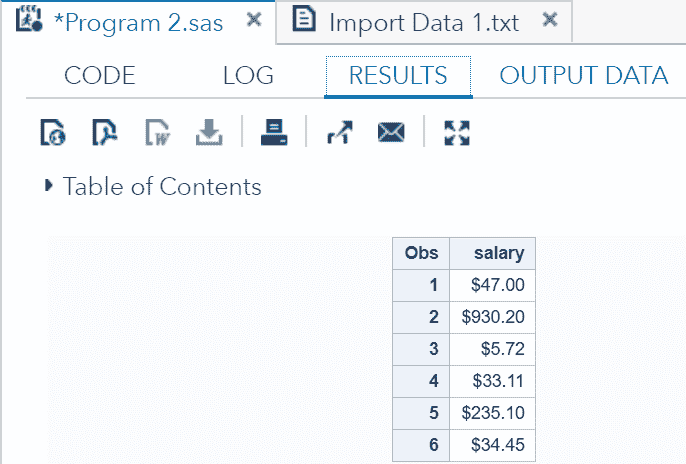 *Program 2.sas × Import Data 1.txt ×
CODE LOG RESULTS OUTPUT DATA
Table of Contents
Obs salary
1 $47.00
2 $930.20
3 $5.72
4 $33.11
5 $235.10
6 $34.45